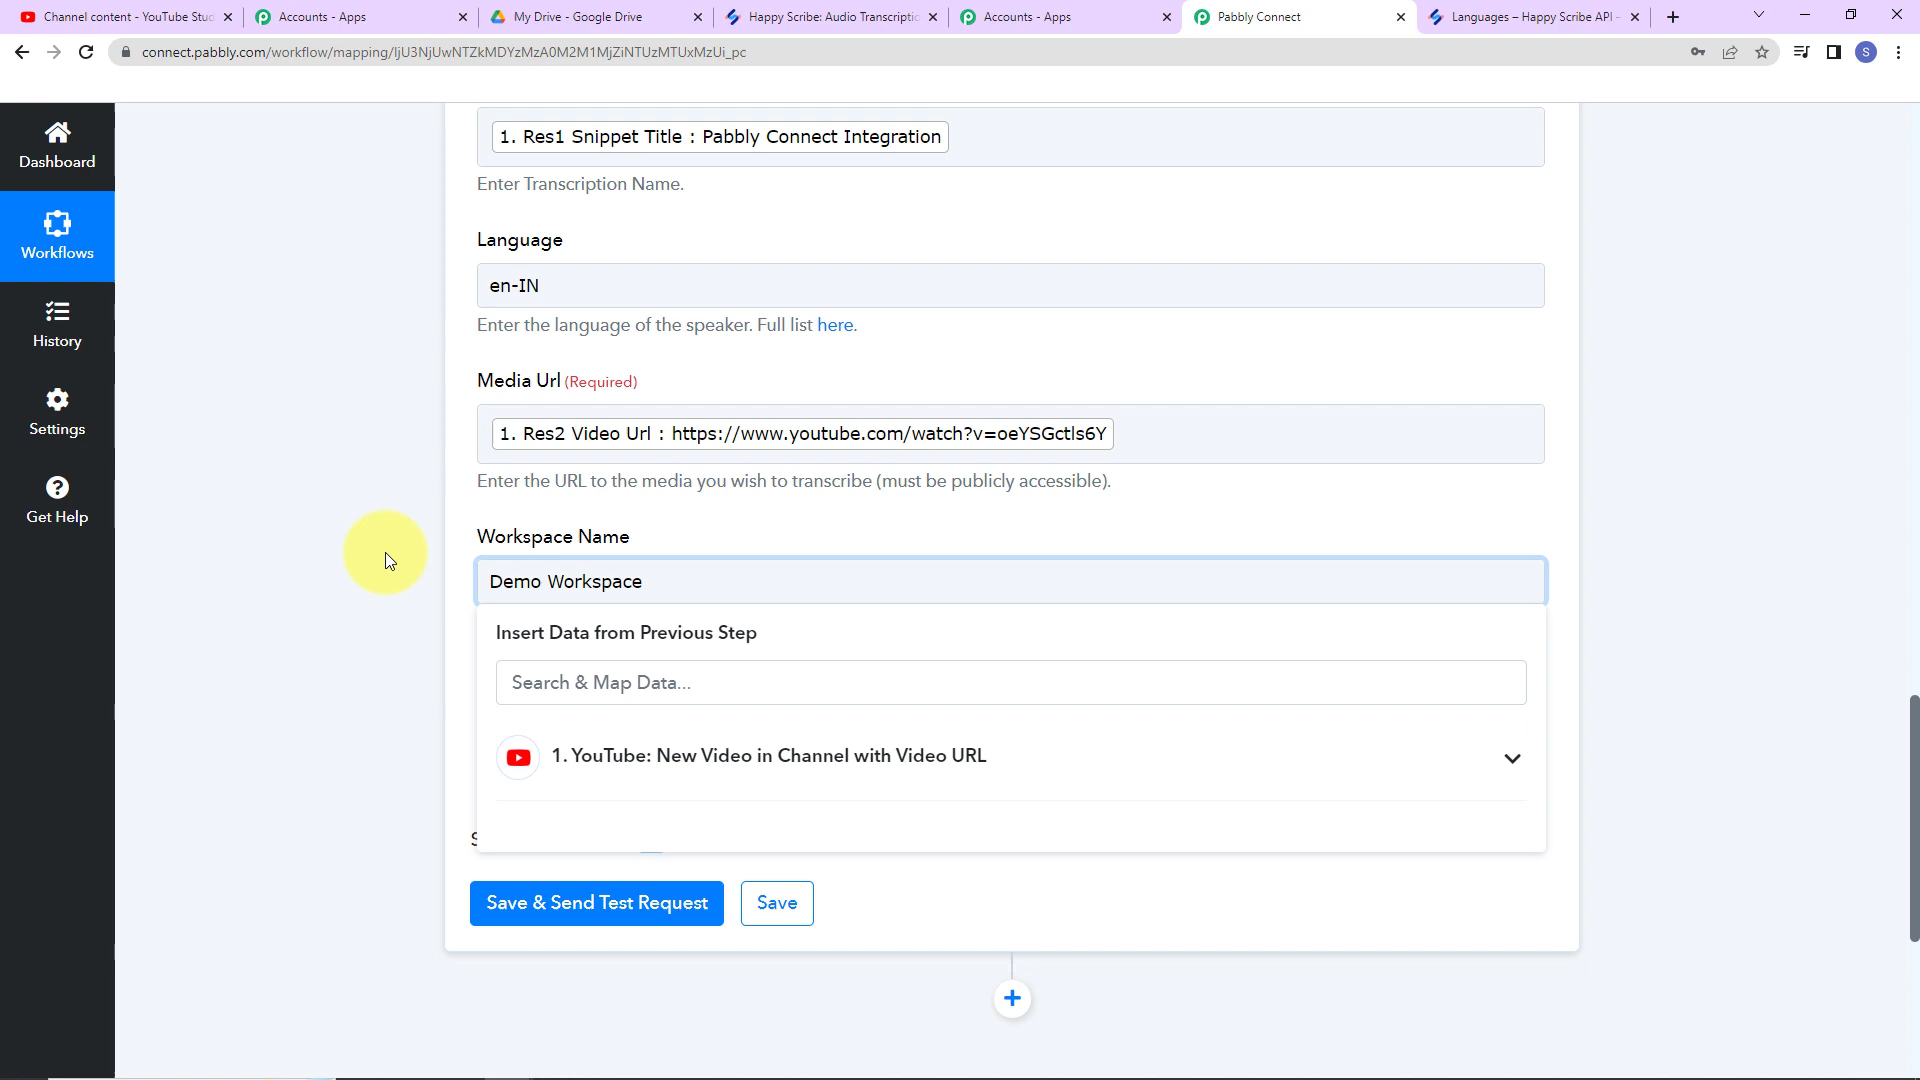 Channel content - YouTube Stud
Accounts - Apps
My Drive - Google Drive
Happy Scribe: Audio Transcriptio
Accounts - Apps
Pabbly Connect
Languages – Happy Scribe API -
connect.pabbly.com/workflow/mapping/IjU3NjUwNTZkMDYzMzA0M2M1MjZiNTUzMTUxMzUi_pc
S
Dashboard
Workflows
History
Settings
Get Help
1. Res1 Snippet Title : Pabbly Connect Integration
Enter Transcription Name.
Language
en-IN
Enter the language of the speaker. Full list here.
Media Url (Required)
1. Res2 Video Url : https://www.youtube.com/watch?v=oeYSGctls6Y
Enter the URL to the media you wish to transcribe (must be publicly accessible).
Workspace Name
Demo Workspace
Insert Data from Previous Step
Search & Map Data...
1. YouTube: New Video in Channel with Video URL
Save & Send Test Request
Save